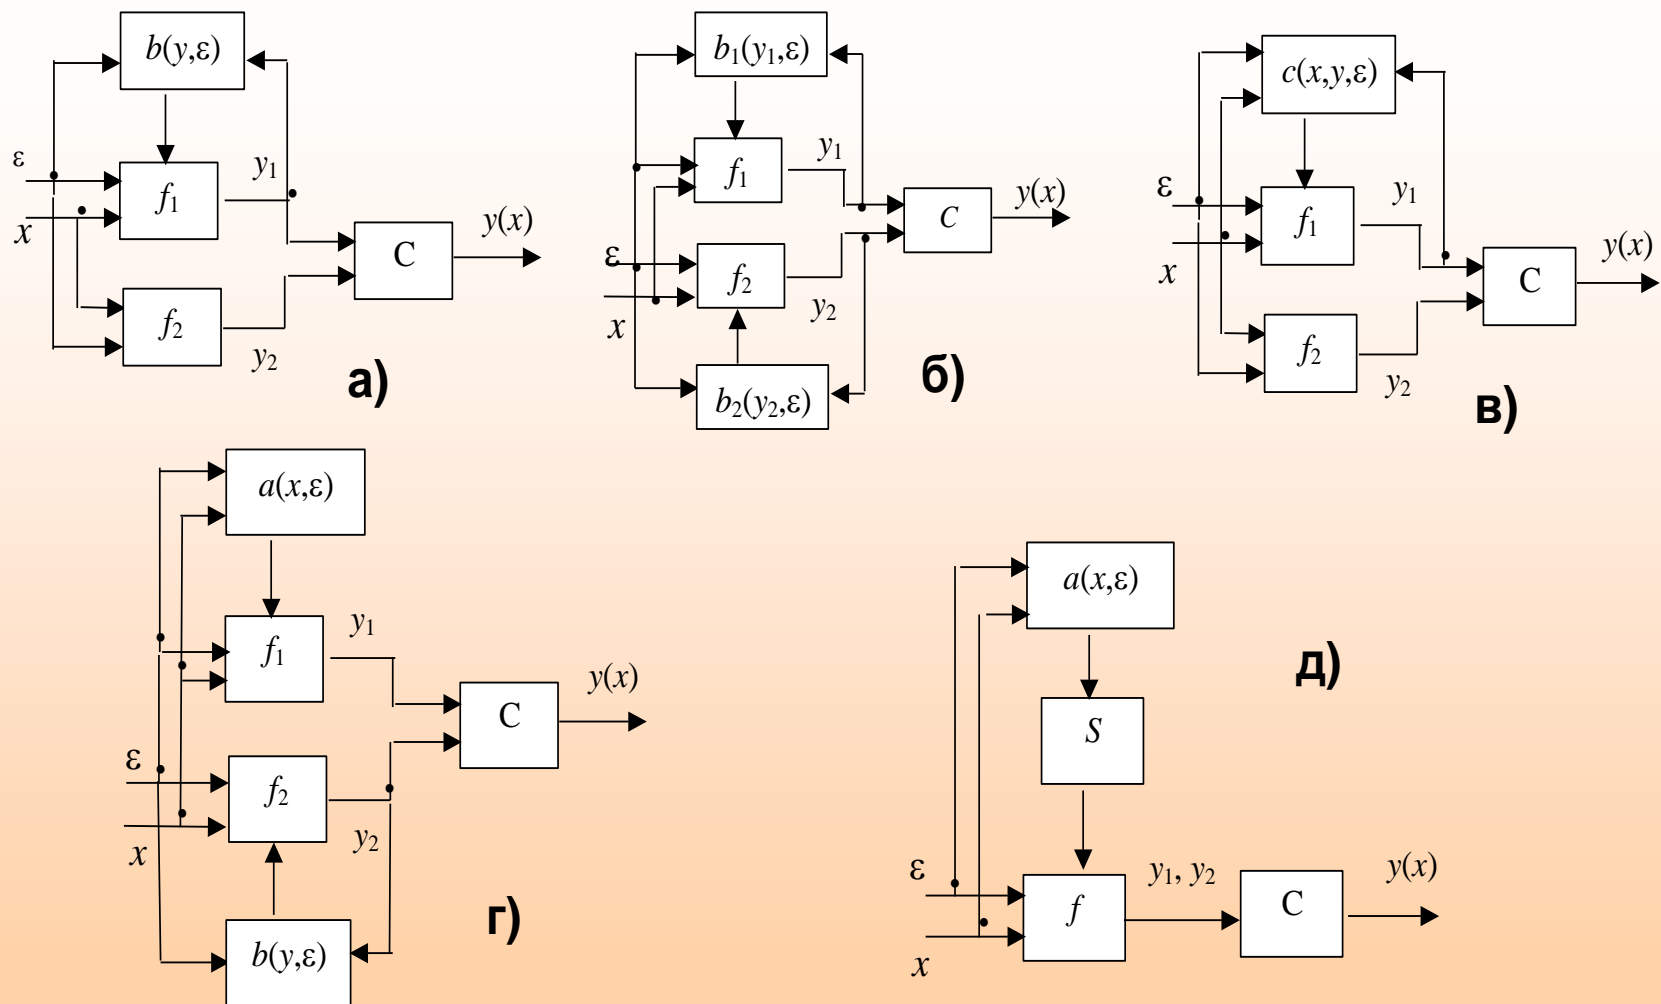 b(y,ε)
ε
x
f₁
y₁
f₂
y₂
C
y(x)
а)
b₁(y₁,ε)
f₁
y₁
ε
x
f₂
y₂
b₂(y₂,ε)
C
y(x)
б)
c(x,y,ε)
ε
x
f₁
y₁
f₂
y₂
C
y(x)
в)
a(x,ε)
f₁
y₁
ε
x
f₂
y₂
b(y,ε)
C
y(x)
г)
a(x,ε)
S
ε
x
f
y₁, y₂
C
y(x)
д)